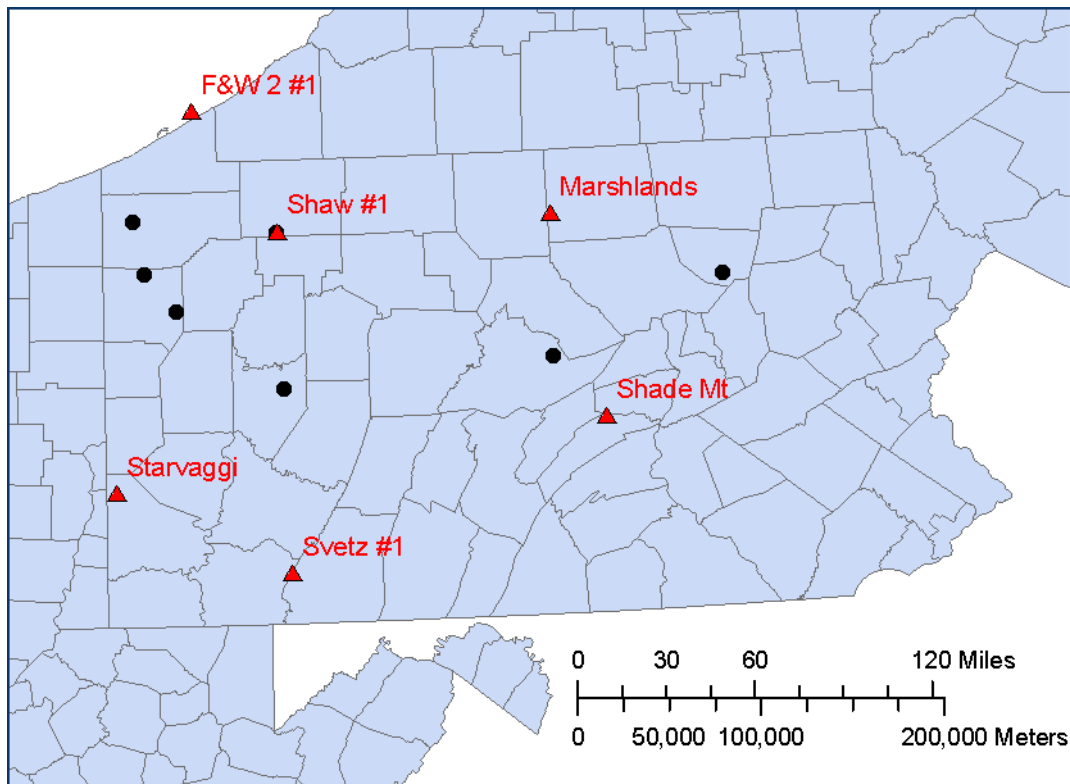 F&W 2 #1
Marshlands
Shaw #1
Shade Mt
Starvaggi
Svetz #1
0 30 60 120 Miles
0 50,000 100,000 200,000 Meters